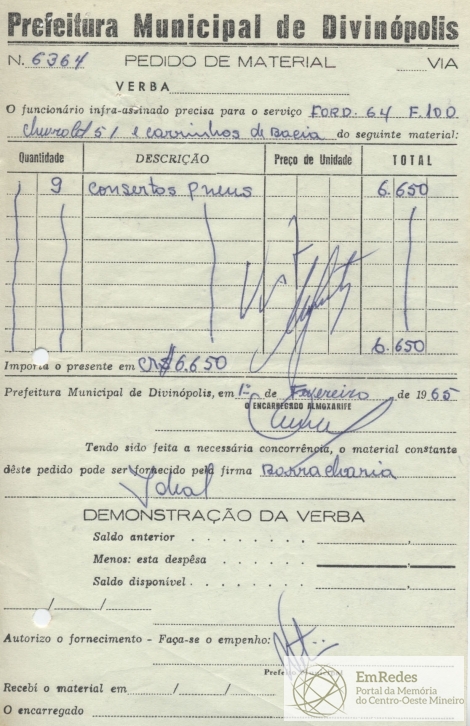 Prefeitura Municipal de Divinópolis
N. 6364 PEDIDO DE MATERIAL VIA
VERBA
O funcionário infra-assinado precisa para o serviço FORD. 64 F.100
Chevrolet 51 e carrinhos de Bacia do seguinte material:
Quantidade DESCRIÇÃO Preço de Unidade TOTAL
9 Consertos Pneus 6.650
6.650
Importa o presente em CR$ 6.650
Prefeitura Municipal de Divinópolis, em 1º de Fevereiro de 1965
O ENCARREGADO ALMOXARIFE
Tendo sido feita a necessária concorrência, o material constante
dêste pedido pode ser fornecido pela firma Borracharia
Ideal
DEMONSTRAÇÃO DA VERBA
Saldo anterior
Menos: esta despêsa
Saldo disponível
Autorizo o fornecimento - Faça-se o empenho:
Prefeito Municipal
Recebí o material em / /
O encarregado
EmRedes
Portal da Memória
do Centro-Oeste Mineiro